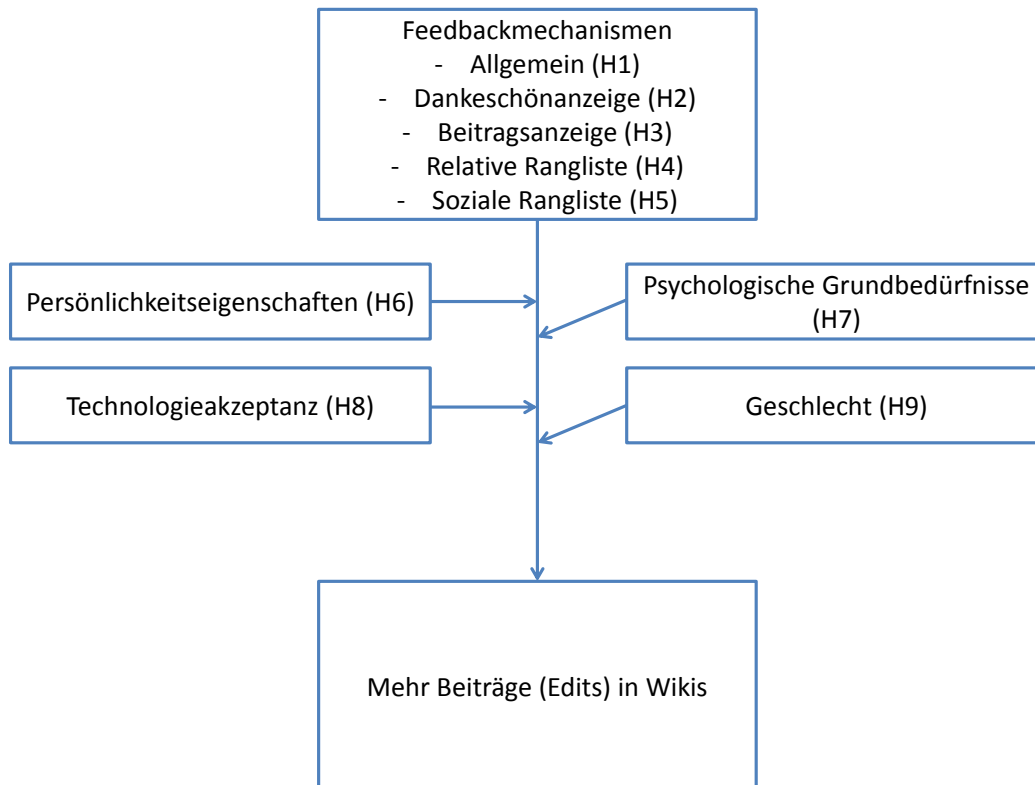 Feedbackmechanismen
- Allgemein (H1)
- Dankeschönanzeige (H2)
- Beitragsanzeige (H3)
- Relative Rangliste (H4)
- Soziale Rangliste (H5)
Persönlichkeitseigenschaften (H6)
Psychologische Grundbedürfnisse
(H7)
Technologieakzeptanz (H8)
Geschlecht (H9)
Mehr Beiträge (Edits) in Wikis